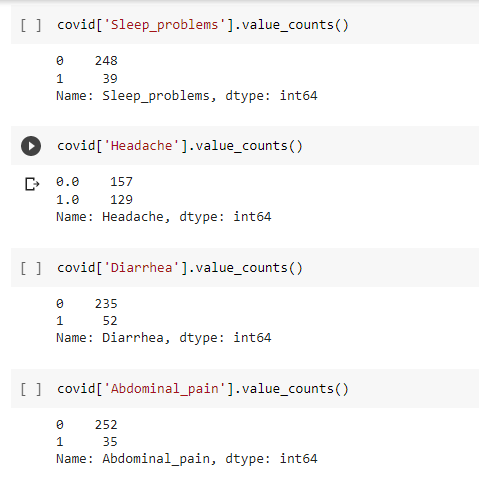 [ ] covid['Sleep_problems'].value_counts()
0    248
1     39
Name: Sleep_problems, dtype: int64
covid['Headache'].value_counts()
0.0    157
1.0    129
Name: Headache, dtype: int64
[ ] covid['Diarrhea'].value_counts()
0    235
1     52
Name: Diarrhea, dtype: int64
[ ] covid['Abdominal_pain'].value_counts()
0    252
1     35
Name: Abdominal_pain, dtype: int64